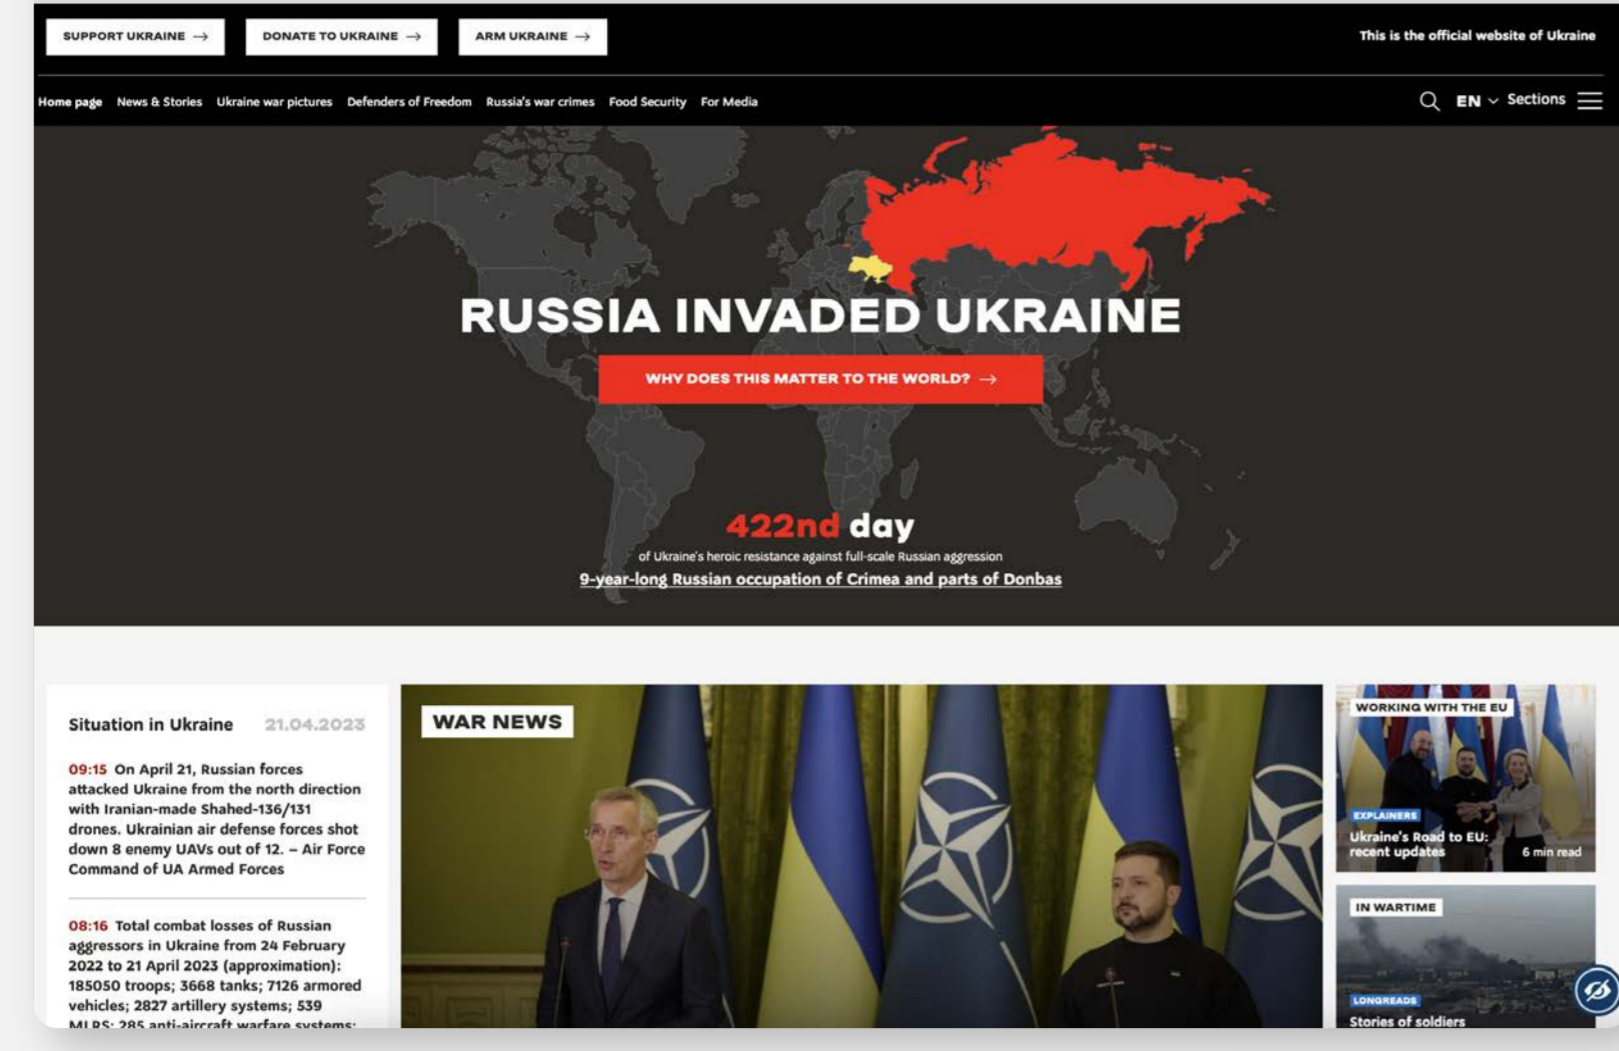 SUPPORT UKRAINE →
DONATE TO UKRAINE →
ARM UKRAINE →
This is the official website of Ukraine
Home page
News & Stories
Ukraine war pictures
Defenders of Freedom
Russia's war crimes
Food Security
For Media
EN
Sections
RUSSIA INVADED UKRAINE
WHY DOES THIS MATTER TO THE WORLD? →
422nd day
of Ukraine's heroic resistance against full-scale Russian aggression
9-year-long Russian occupation of Crimea and parts of Donbas
Situation in Ukraine 21.04.2023
09:15 On April 21, Russian forces
attacked Ukraine from the north direction
with Iranian-made Shahed-136/131
drones. Ukrainian air defense forces shot
down 8 enemy UAVs out of 12. – Air Force
Command of UA Armed Forces
08:16 Total combat losses of Russian
aggressors in Ukraine from 24 February
2022 to 21 April 2023 (approximation):
185050 troops; 3668 tanks; 7126 armored
vehicles; 2827 artillery systems; 539
MLRS; 285 anti-aircraft warfare systems;
WAR NEWS
WORKING WITH THE EU
EXPLAINERS
Ukraine's Road to EU:
recent updates
6 min read
IN WARTIME
LONGREADS
Stories of soldiers